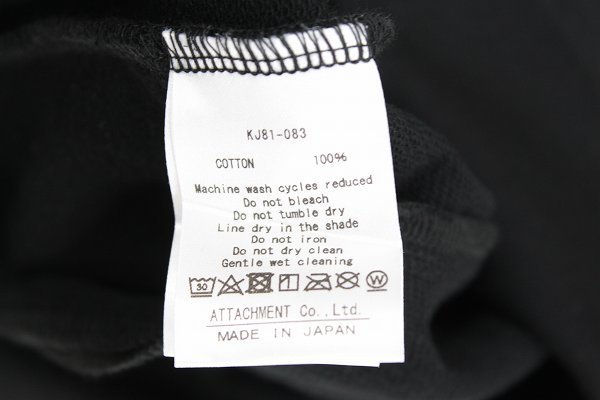 KJ81-083
COTTON 100%
Machine wash cycles reduced
Do not bleach
Do not tumble dry
Line dry in the shade
Do not iron
Do not dry clean
Gentle wet cleaning
30 W
ATTACHMENT Co.,Ltd.
MADE IN JAPAN